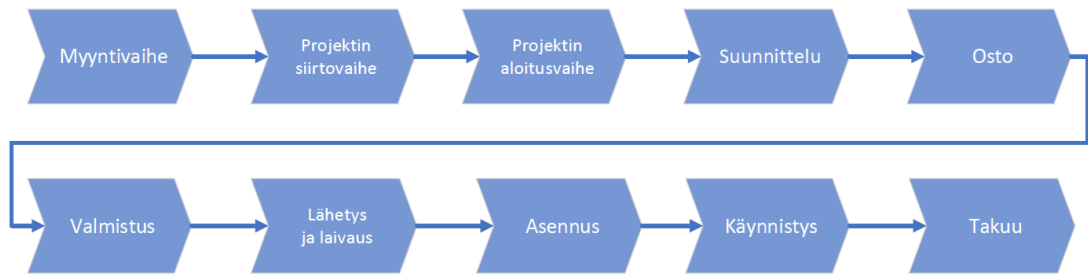 Myyntivaihe
Projektin
siirtovaihe
Projektin
aloitusvaihe
Suunnittelu
Osto
Valmistus
Lähetys
ja laivaus
Asennus
Käynnistys
Takuu